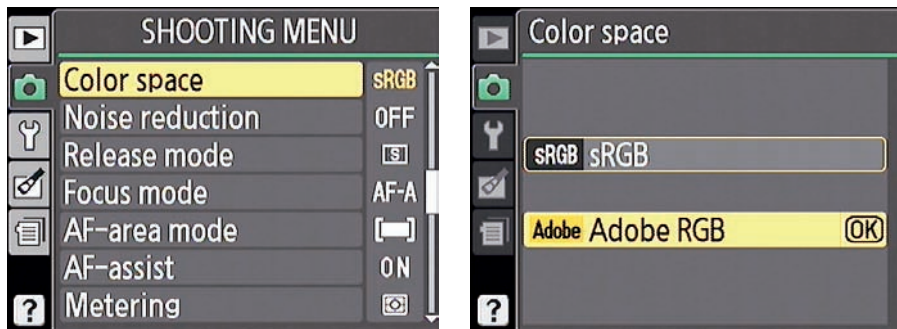 SHOOTING MENU
Color space sRGB
Noise reduction OFF
Release mode S
Focus mode AF-A
AF-area mode
AF-assist ON
Metering
?
Color space
sRGB sRGB
Adobe Adobe RGB OK
?